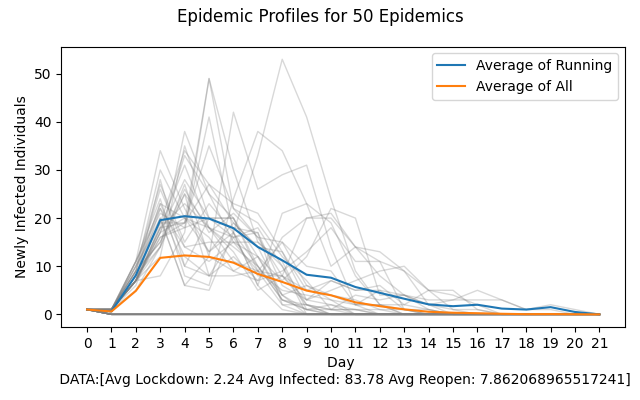 Epidemic Profiles for 50 Epidemics
Average of Running
Average of All
Newly Infected Individuals
50
40
30
20
10
0
0 1 2 3 4 5 6 7 8 9 10 11 12 13 14 15 16 17 18 19 20 21
Day
DATA:[Avg Lockdown: 2.24 Avg Infected: 83.78 Avg Reopen: 7.862068965517241]